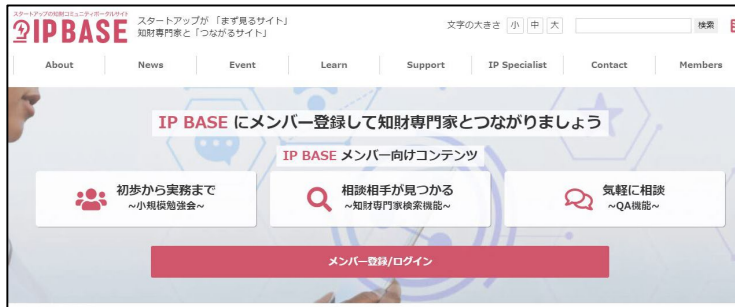 スタートアップの知財コミュニティポータルサイト
IP BASE
スタートアップが「まず見るサイト」
知財専門家と「つながるサイト」
文字の大きさ 小 中 大
検索
About News Event Learn Support IP Specialist Contact Members
IP BASE にメンバー登録して知財専門家とつながりましょう
IP BASE メンバー向けコンテンツ
初歩から実務まで
～小規模勉強会～
相談相手が見つかる
～知財専門家検索機能～
気軽に相談
～QA機能～
メンバー登録/ログイン